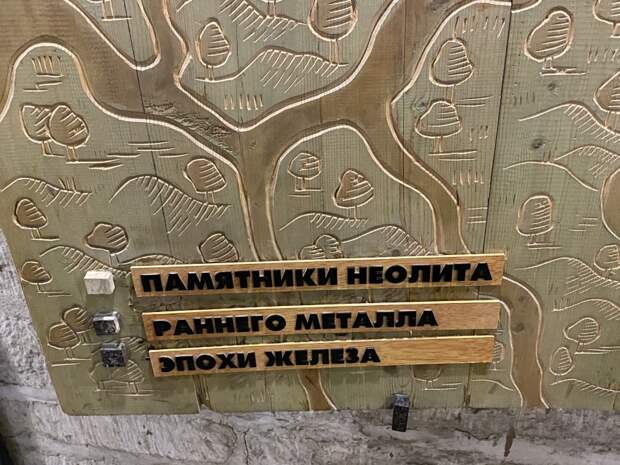 ПАМЯТНИКИ НЕОЛИТА
РАННЕГО МЕТАЛЛА
ЭПОХИ ЖЕЛЕЗА